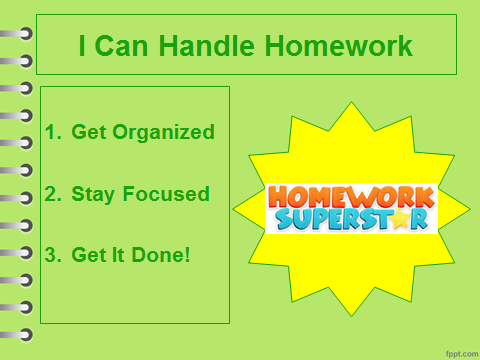 I Can Handle Homework
1. Get Organized
2. Stay Focused
3. Get It Done!
HOMEWORK
SUPERSTAR
fppt.com